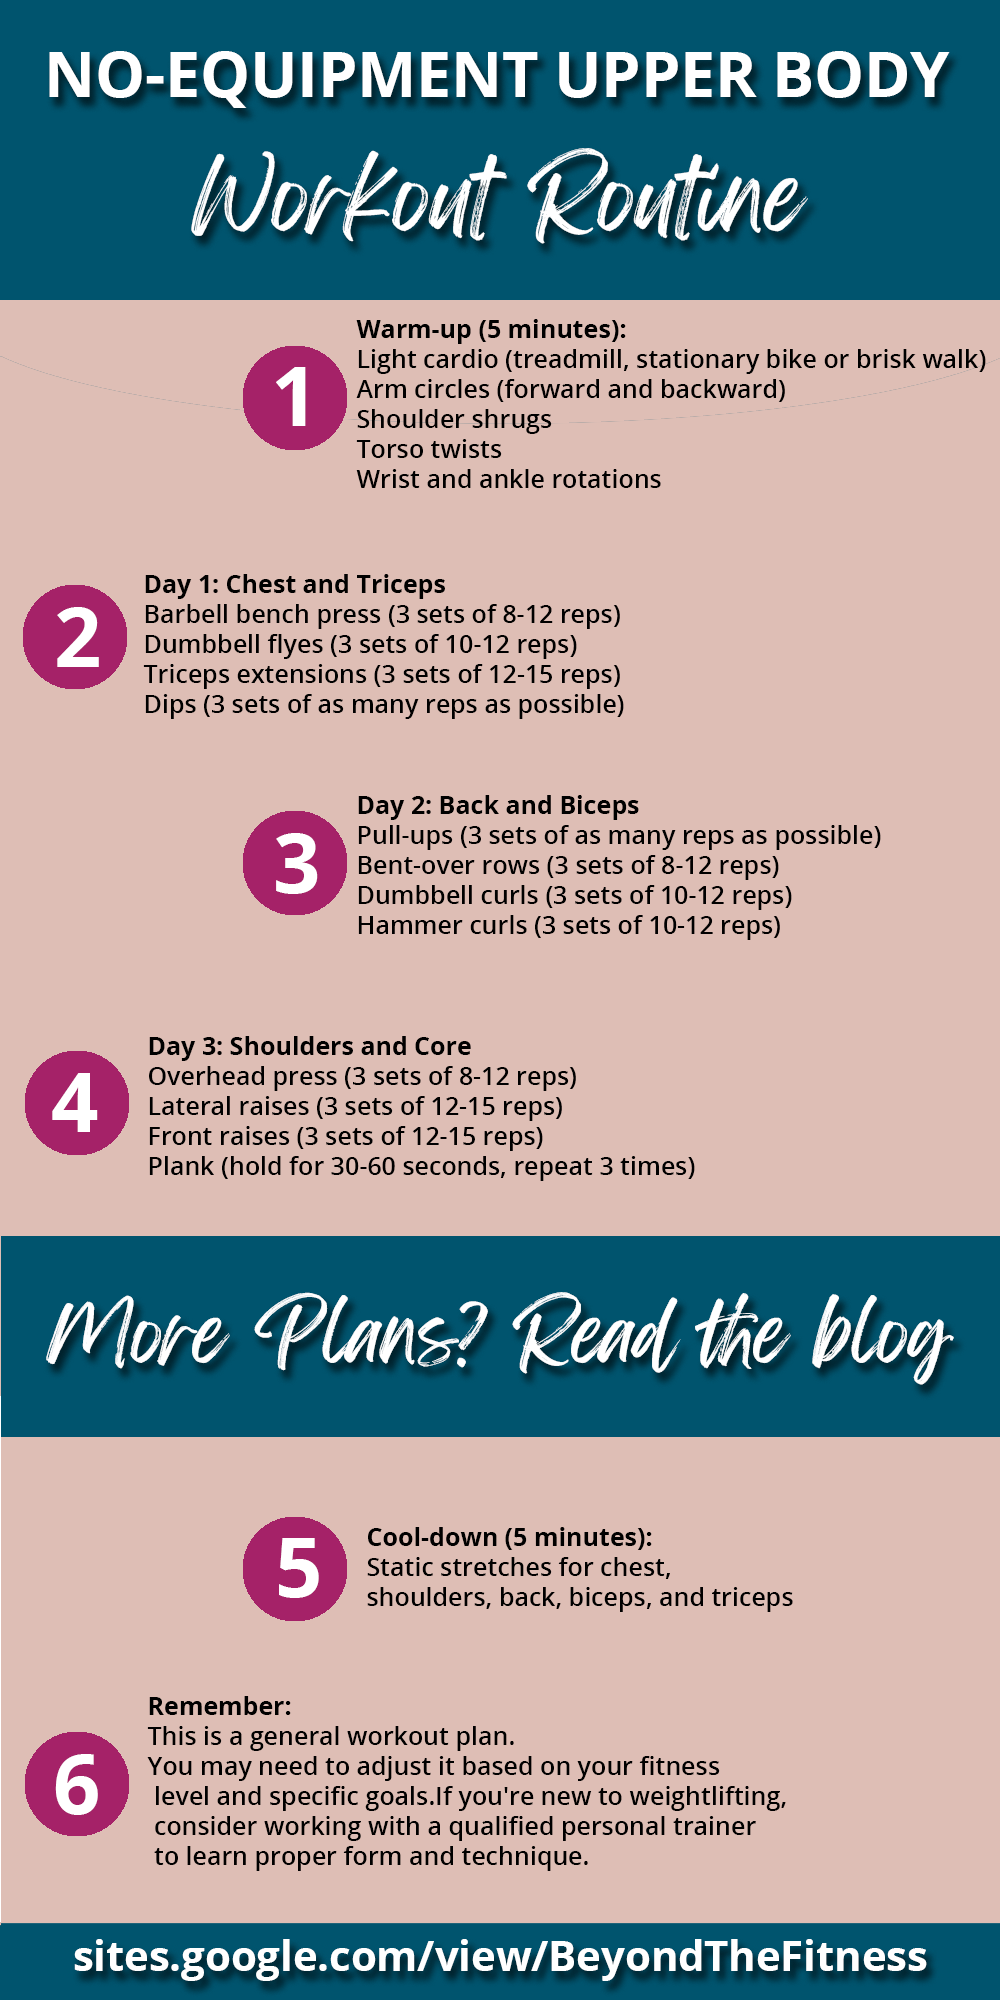 NO-EQUIPMENT UPPER BODY
Workout Routine
1
Warm-up (5 minutes):
Light cardio (treadmill, stationary bike or brisk walk)
Arm circles (forward and backward)
Shoulder shrugs
Torso twists
Wrist and ankle rotations
2
Day 1: Chest and Triceps
Barbell bench press (3 sets of 8-12 reps)
Dumbbell flyes (3 sets of 10-12 reps)
Triceps extensions (3 sets of 12-15 reps)
Dips (3 sets of as many reps as possible)
3
Day 2: Back and Biceps
Pull-ups (3 sets of as many reps as possible)
Bent-over rows (3 sets of 8-12 reps)
Dumbbell curls (3 sets of 10-12 reps)
Hammer curls (3 sets of 10-12 reps)
4
Day 3: Shoulders and Core
Overhead press (3 sets of 8-12 reps)
Lateral raises (3 sets of 12-15 reps)
Front raises (3 sets of 12-15 reps)
Plank (hold for 30-60 seconds, repeat 3 times)
More Plans? Read the blog
5
Cool-down (5 minutes):
Static stretches for chest,
shoulders, back, biceps, and triceps
6
Remember:
This is a general workout plan.
You may need to adjust it based on your fitness
level and specific goals.If you're new to weightlifting,
consider working with a qualified personal trainer
to learn proper form and technique.
sites.google.com/view/BeyondTheFitness